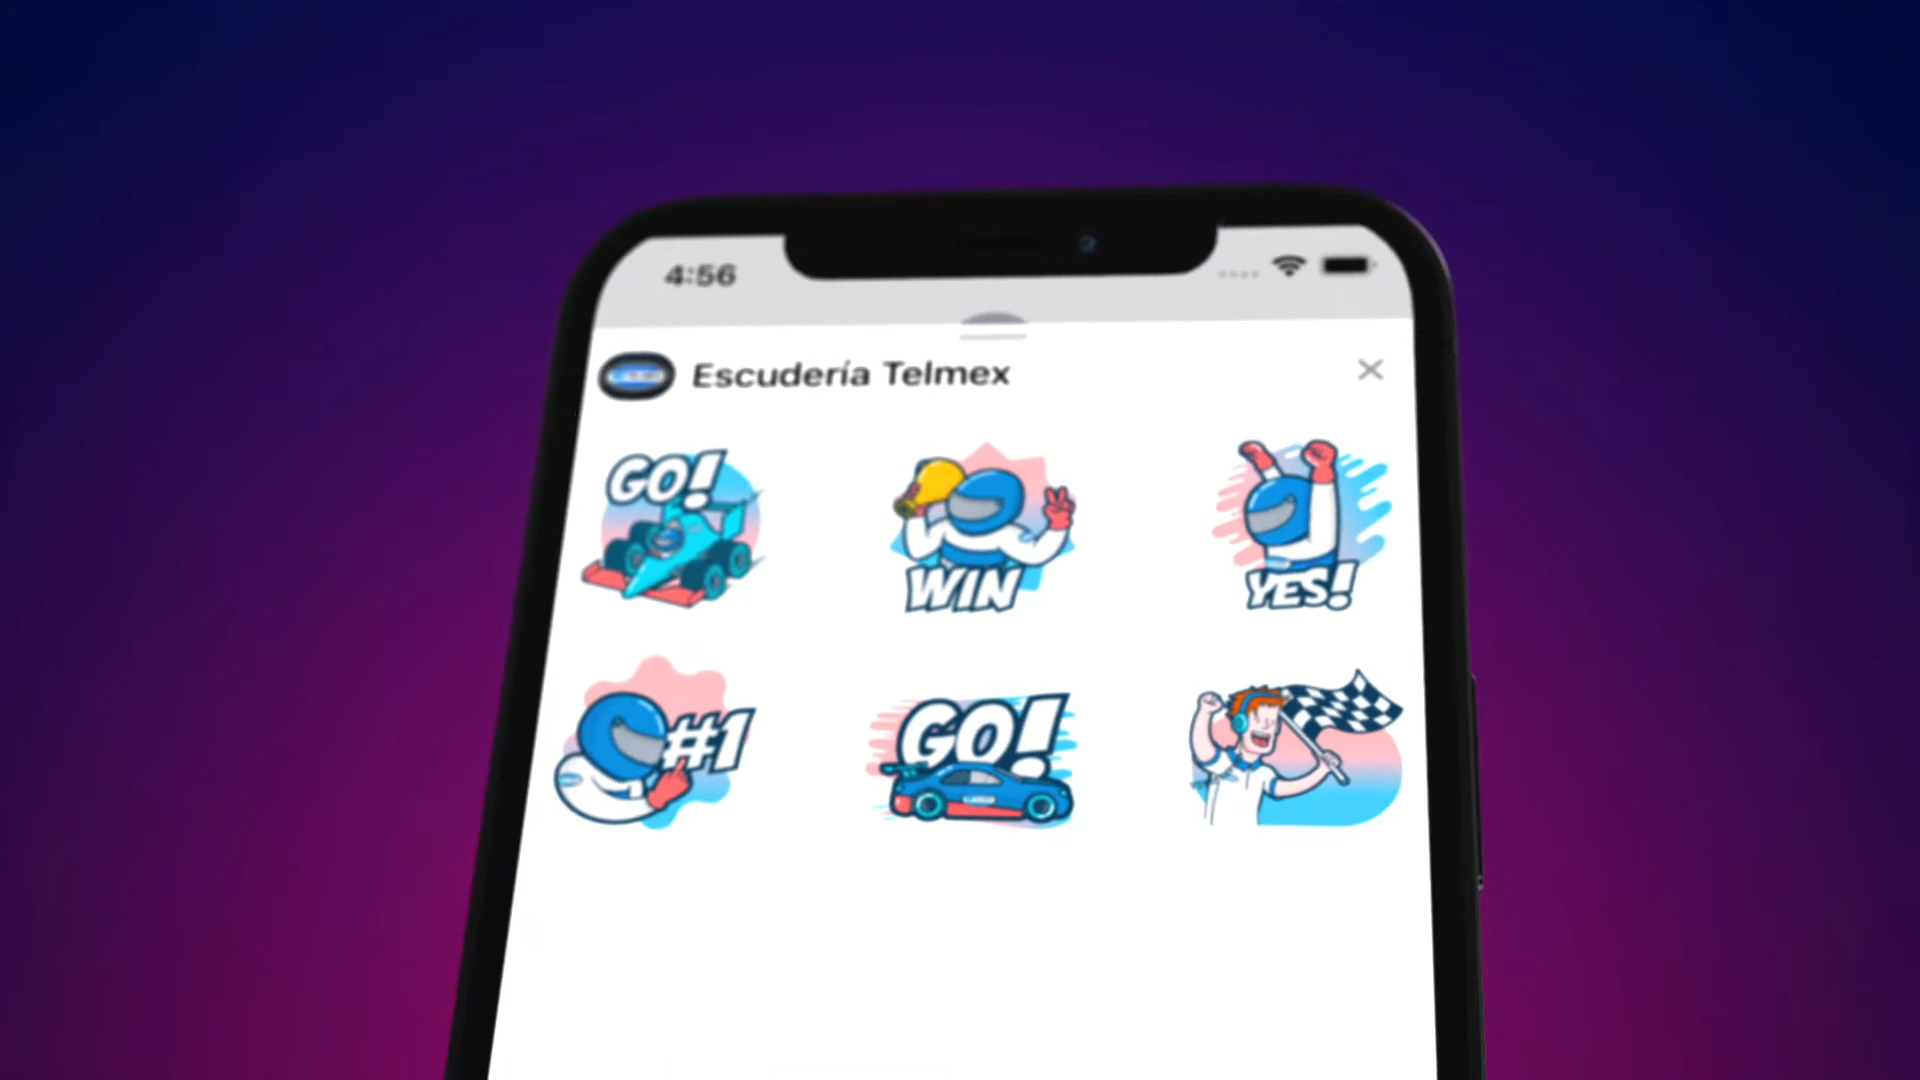 4:56
Escudería Telmex
GO!
WIN
YES!
#1
GO!